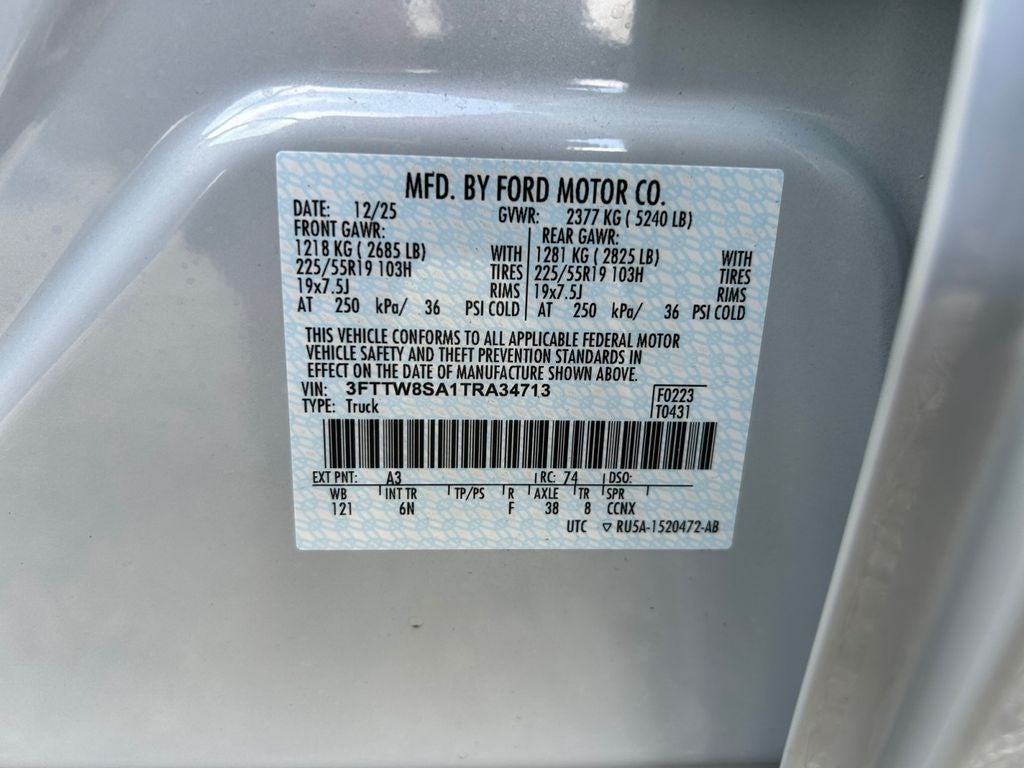 MFD. BY FORD MOTOR CO.
DATE: 12/25 GVWR: 2377 KG ( 5240 LB)
FRONT GAWR: REAR GAWR:
1218 KG ( 2685 LB) WITH 1281 KG ( 2825 LB) WITH
225/55R19 103H TIRES 225/55R19 103H TIRES
19x7.5J RIMS 19x7.5J RIMS
AT 250 kPa/ 36 PSI COLD AT 250 kPa/ 36 PSI COLD
THIS VEHICLE CONFORMS TO ALL APPLICABLE FEDERAL MOTOR
VEHICLE SAFETY AND THEFT PREVENTION STANDARDS IN
EFFECT ON THE DATE OF MANUFACTURE SHOWN ABOVE.
VIN: 3FTTW8SA1TRA34713 F0223
TYPE: Truck T0431
EXT PNT: A3 RC: 74 DSO:
WB INT TR TP/PS R AXLE TR SPR
121 6N F 38 8 CCNX
UTC ▽ RU5A-1520472-AB